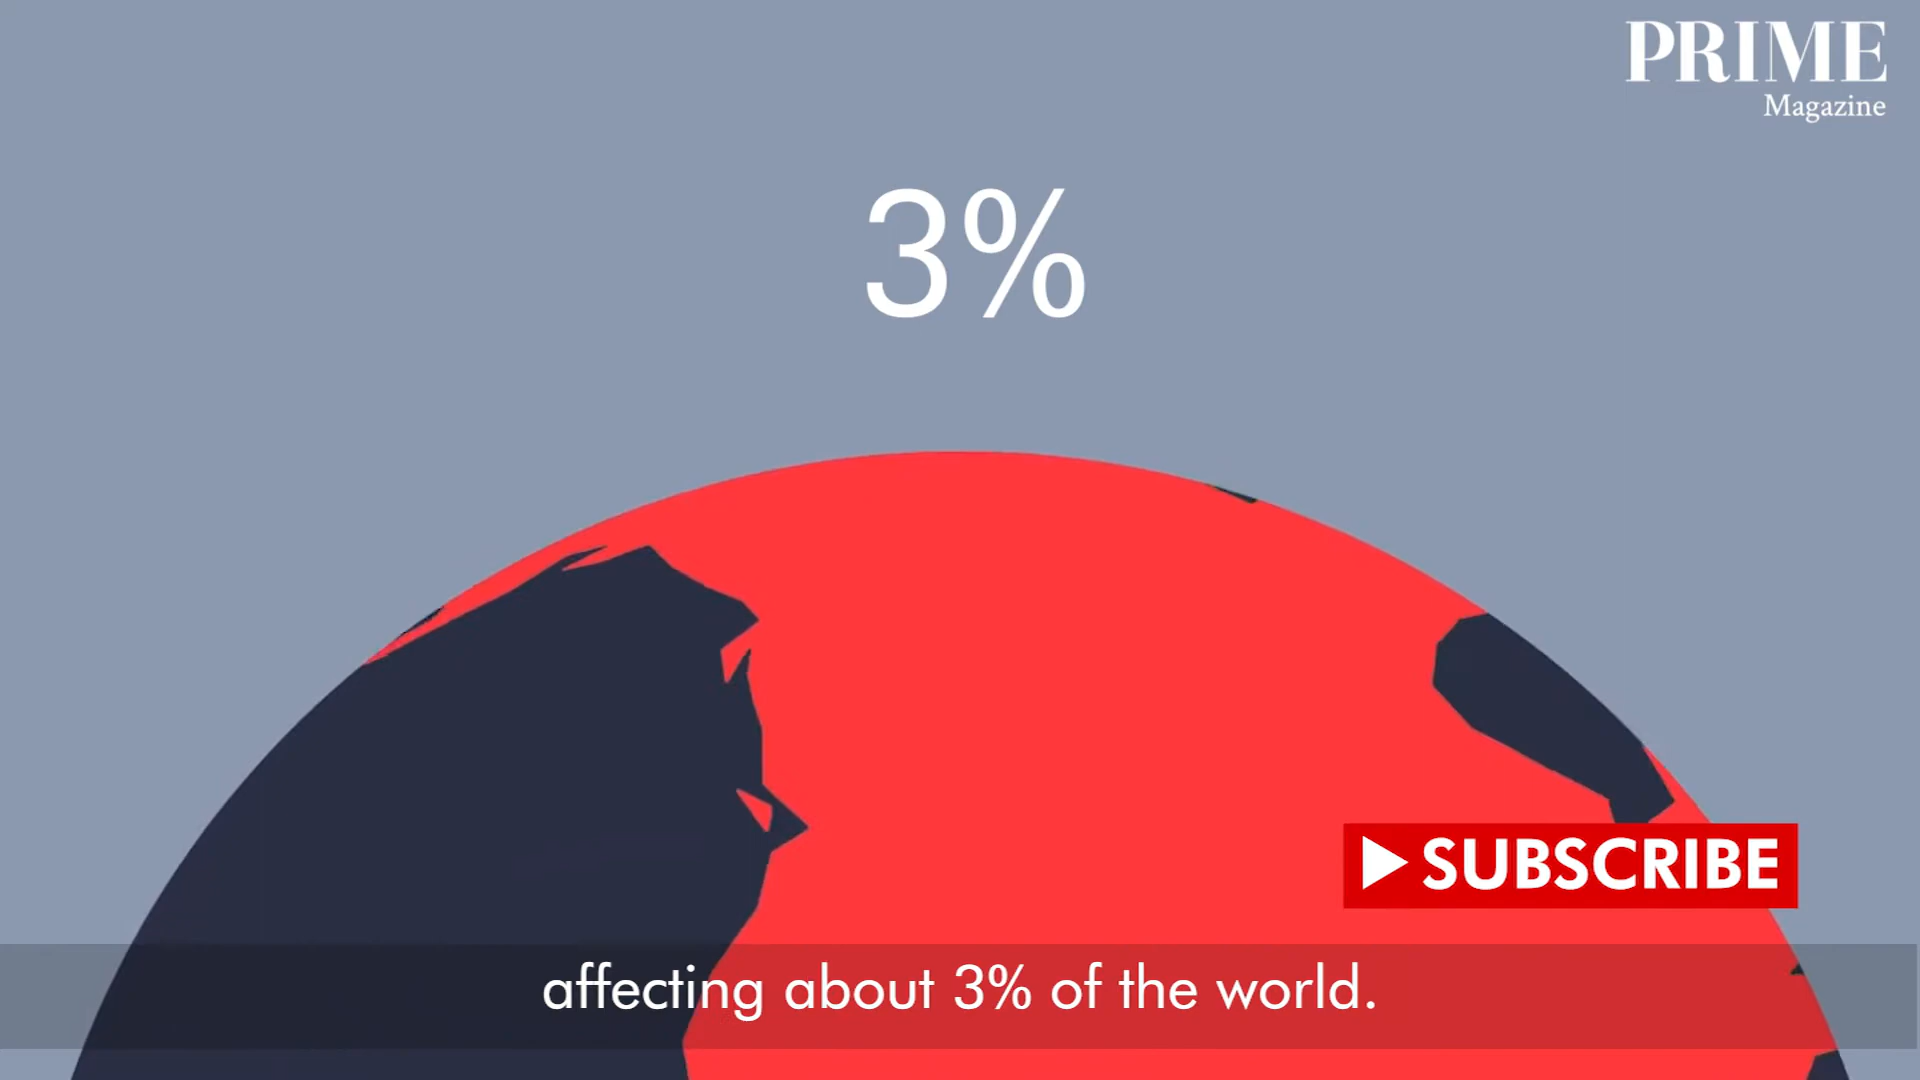 PRIME
Magazine
3%
SUBSCRIBE
affecting about 3% of the world.